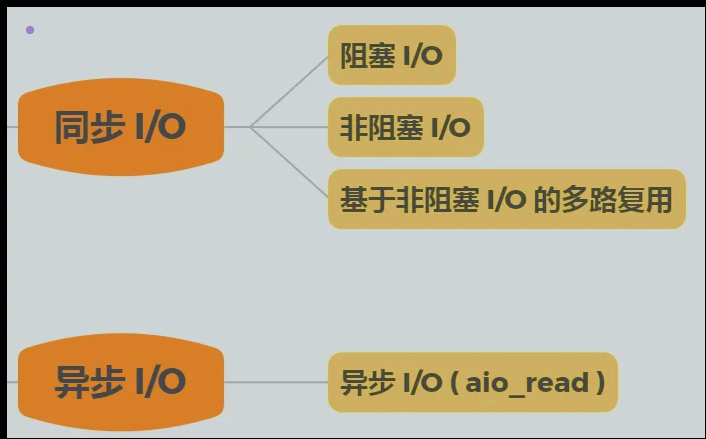 同步 I/O
阻塞 I/O
非阻塞 I/O
基于非阻塞 I/O 的多路复用
异步 I/O
异步 I/O ( aio_read )